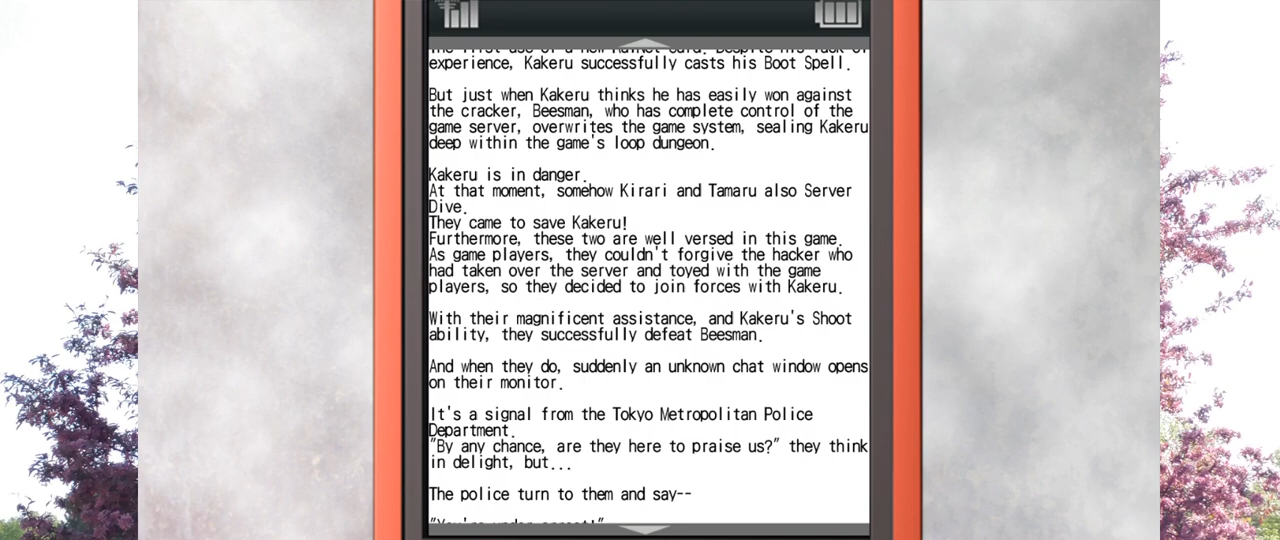 experience, Kakeru successfully casts his Boot Spell.
But just when Kakeru thinks he has easily won against
the cracker, Beesman, who has complete control of the
game server, overwrites the game system, sealing Kakeru
deep within the game's loop dungeon.
Kakeru is in danger.
At that moment, somehow Kirari and Tamaru also Server
Dive.
They came to save Kakeru!
Furthermore, these two are well versed in this game.
As game players, they couldn't forgive the hacker who
had taken over the server and toyed with the game
players, so they decided to join forces with Kakeru.
With their magnificent assistance, and Kakeru's Shoot
ability, they successfully defeat Beesman.
And when they do, suddenly an unknown chat window opens
on their monitor.
It's a signal from the Tokyo Metropolitan Police
Department.
"By any chance, are they here to praise us?" they think
in delight, but...
The police turn to them and say--